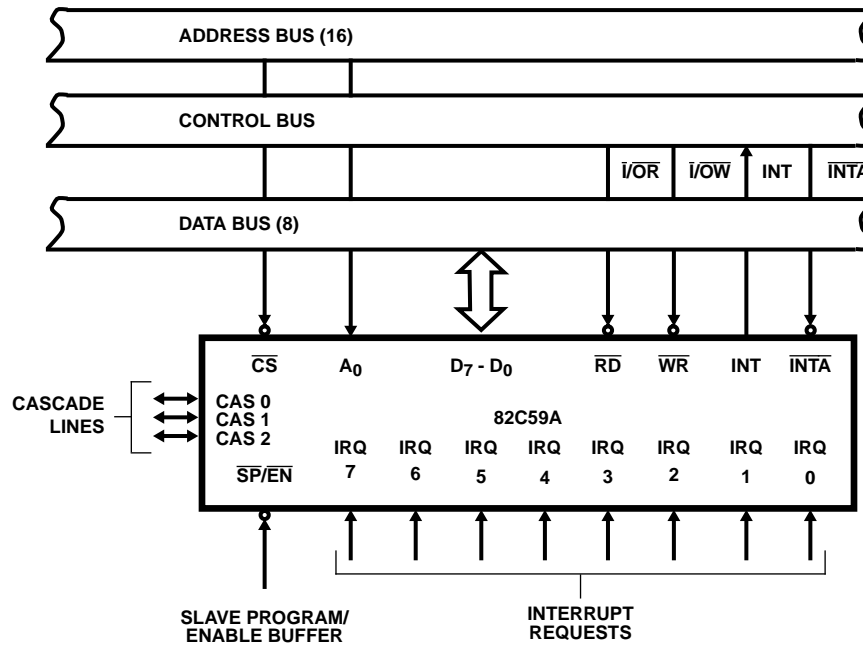 ADDRESS BUS (16)
CONTROL BUS
I/OR I/OW INT INTA
DATA BUS (8)
CS A0 D7 - D0 RD WR INT INTA
CASCADE
LINES
CAS 0
CAS 1
CAS 2
82C59A
IRQ IRQ IRQ IRQ IRQ IRQ IRQ IRQ
SP/EN 7 6 5 4 3 2 1 0
SLAVE PROGRAM/
ENABLE BUFFER
INTERRUPT
REQUESTS